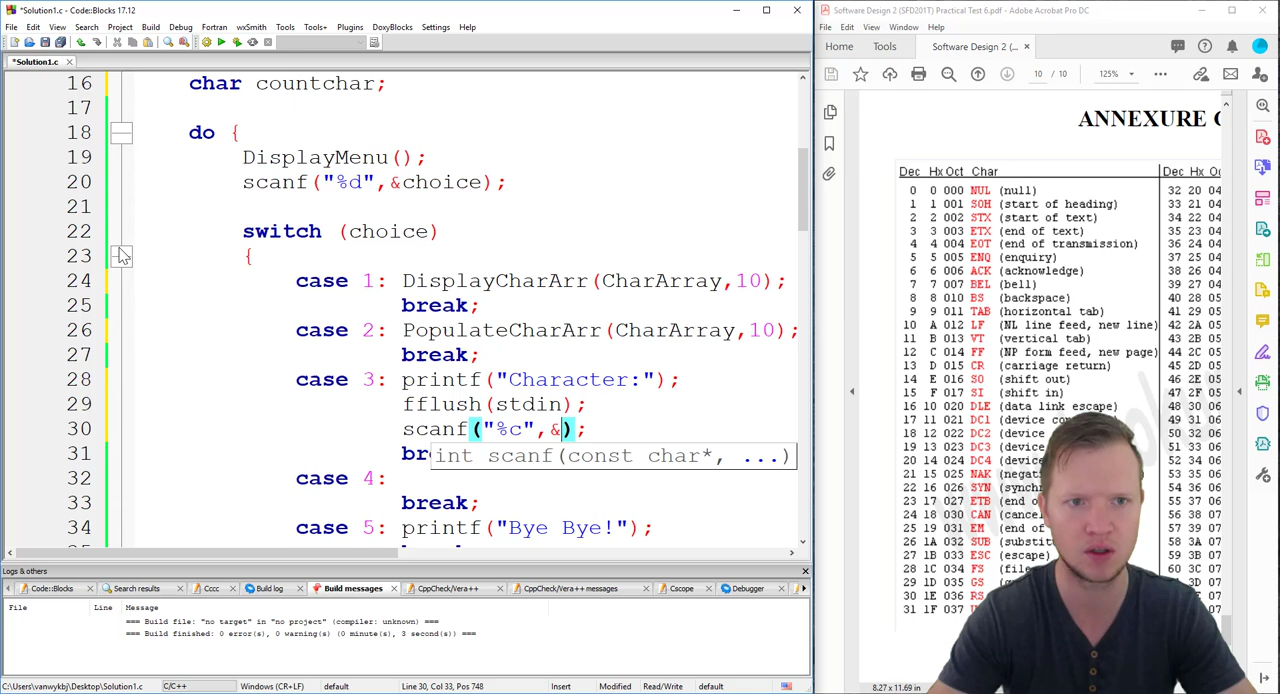 *Solution1.c - Code::Blocks 17.12
File Edit View Search Project Build Debug Fortran wxSmith Tools Tools+ Plugins DoxyBlocks Settings Help
*Solution1.c
16 char countchar;
17
18 do {
19 DisplayMenu();
20 scanf("%d",&choice);
21
22 switch (choice)
23 {
24 case 1: DisplayCharArr(CharArray,10);
25 break;
26 case 2: PopulateCharArr(CharArray,10);
27 break;
28 case 3: printf("Character:");
29 fflush(stdin);
30 scanf("%c",&);
int scanf(const char*, ...)
31 br
32 case 4:
33 break;
34 case 5: printf("Bye Bye!");
Logs & others
Code::Blocks Search results Cccc Build log Build messages CppCheck/Vera++ CppCheck/Vera++ messages Cscope Debugger
File Line Message
=== Build file: "no target" in "no project" (compiler: unknown) ===
=== Build finished: 0 error(s), 0 warning(s) (0 minute(s), 3 second(s)) ===
C:\Users\vanwykbj\Desktop\Solution1.c C/C++ Windows (CR+LF) default Line 30, Col 33, Pos 748 Insert Modified Read/Write default
Software Design 2 (SFD201T) Practical Test 6.pdf - Adobe Acrobat Pro DC
File Edit View Window Help
Home Tools Software Design 2 (...
10 / 10 125%
ANNEXURE
Dec Hx Oct Char Dec Hx Oct
0 0 000 NUL (null) 32 20 04
1 1 001 SOH (start of heading) 33 21 04
2 2 002 STX (start of text) 34 22 04
3 3 003 ETX (end of text) 35 23 04
4 4 004 EOT (end of transmission) 36 24 04
5 5 005 ENQ (enquiry) 37 25 04
6 6 006 ACK (acknowledge) 38 26 04
7 7 007 BEL (bell) 39 27 04
8 8 010 BS (backspace) 40 28 05
9 9 011 TAB (horizontal tab) 41 29 05
10 A 012 LF (NL line feed, new line) 42 2A 05
11 B 013 VT (vertical tab) 43 2B 05
12 C 014 FF (NP form feed, new page) 44 2C 05
13 D 015 CR (carriage return) 45 2D 05
14 E 016 SO (shift out) 46 2E 05
15 F 017 SI (shift in) 47 2F 05
16 10 020 DLE (data link escape) 48 30 06
17 11 021 DC1 (device 49 31 06
18 12 022 DC2 (device 50 32 06
19 13 023 DC3 (device 51 33 06
20 14 024 DC4 (device 52 34 06
21 15 025 NAK (nega 53 35 06
22 16 026 SYN (synch 54 36 06
23 17 027 ETB (end o 55 37 06
24 18 030 CAN (cance 56 38 07
25 19 031 EM (end o 57 39 07
26 1A 032 SUB (subst 58 3A 07
27 1B 033 ESC (escape) 59 3B 07
28 1C 034 FS (file 60 3C 07
29 1D 035 GS 61 3D 07
30 1E 036 RS 62 3E 07
31 1F 037 63 3F 07
8.27 x 11.69 in